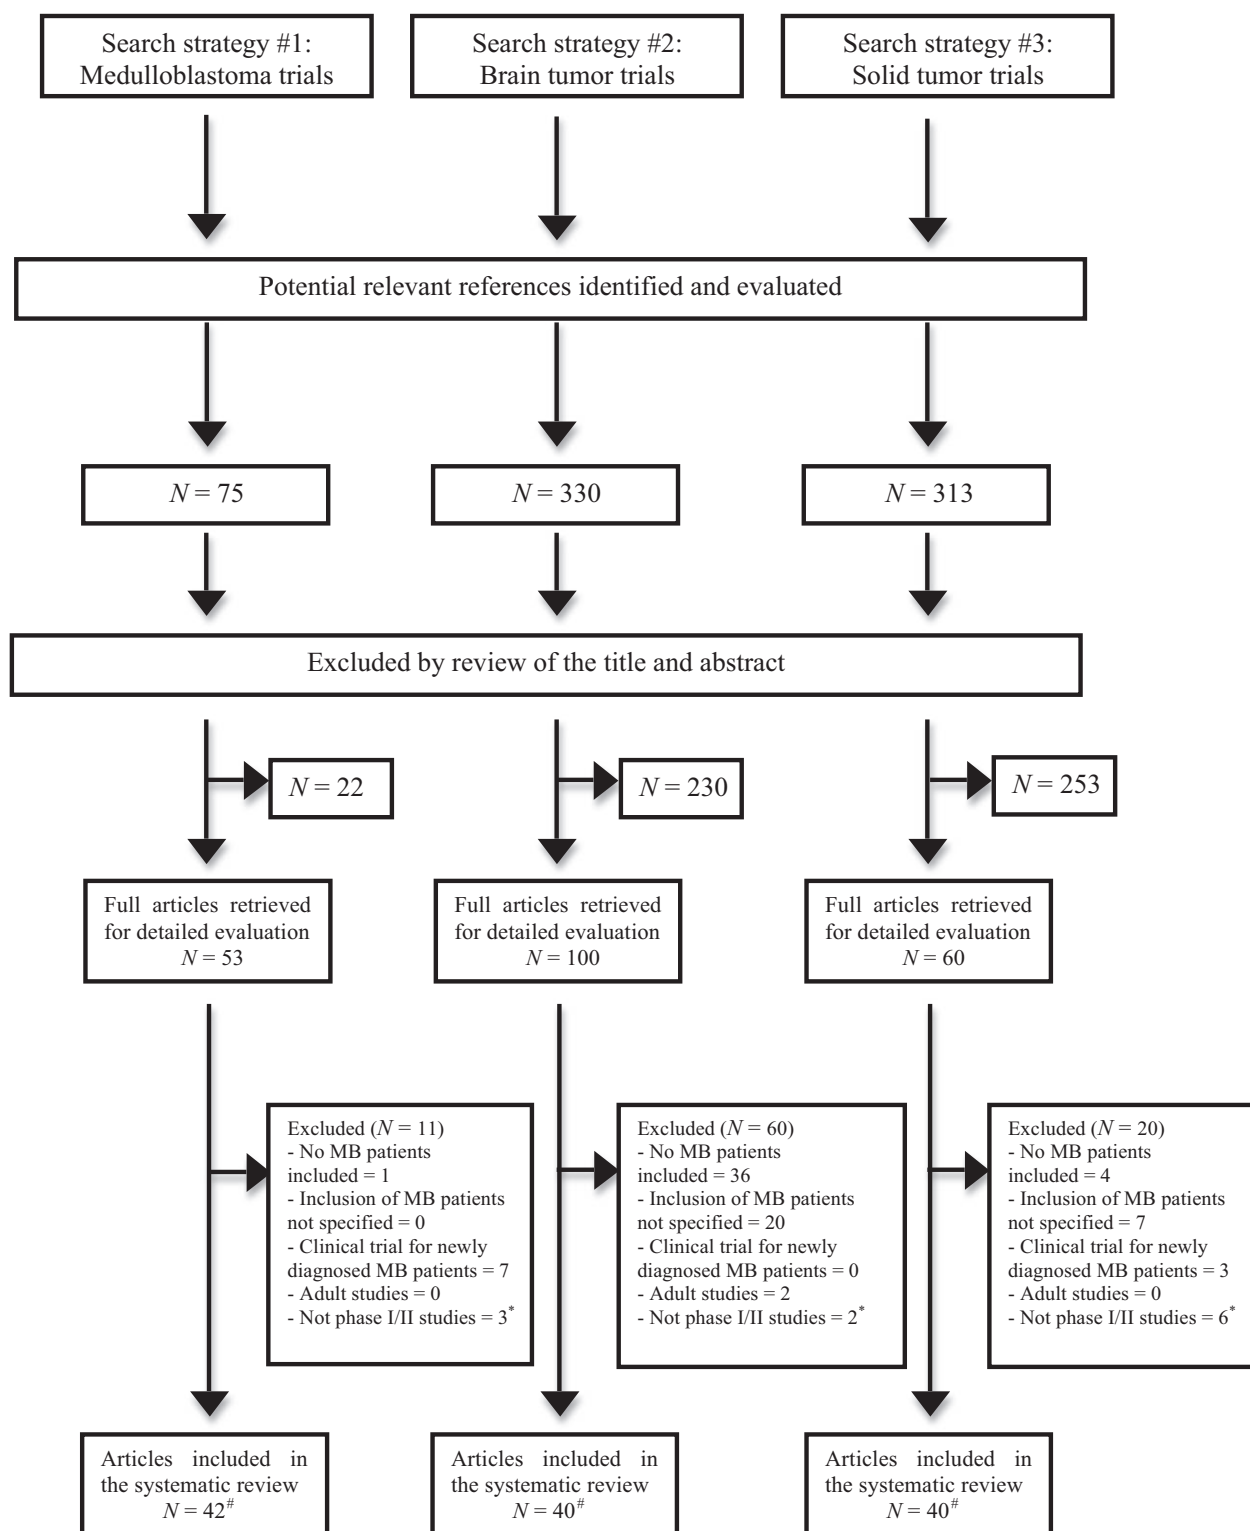 Search strategy #1:
Medulloblastoma trials
Search strategy #2:
Brain tumor trials
Search strategy #3:
Solid tumor trials
Potential relevant references identified and evaluated
N = 75
N = 330
N = 313
Excluded by review of the title and abstract
N = 22
N = 230
N = 253
Full articles retrieved
for detailed evaluation
N = 53
Full articles retrieved
for detailed evaluation
N = 100
Full articles retrieved
for detailed evaluation
N = 60
Excluded (N = 11)
- No MB patients
included = 1
- Inclusion of MB patients
not specified = 0
- Clinical trial for newly
diagnosed MB patients = 7
- Adult studies = 0
- Not phase I/II studies = 3*
Excluded (N = 60)
- No MB patients
included = 36
- Inclusion of MB patients
not specified = 20
- Clinical trial for newly
diagnosed MB patients = 0
- Adult studies = 2
- Not phase I/II studies = 2*
Excluded (N = 20)
- No MB patients
included = 4
- Inclusion of MB patients
not specified = 7
- Clinical trial for newly
diagnosed MB patients = 3
- Adult studies = 0
- Not phase I/II studies = 6*
Articles included in
the systematic review
N = 42#
Articles included in
the systematic review
N = 40#
Articles included in
the systematic review
N = 40#